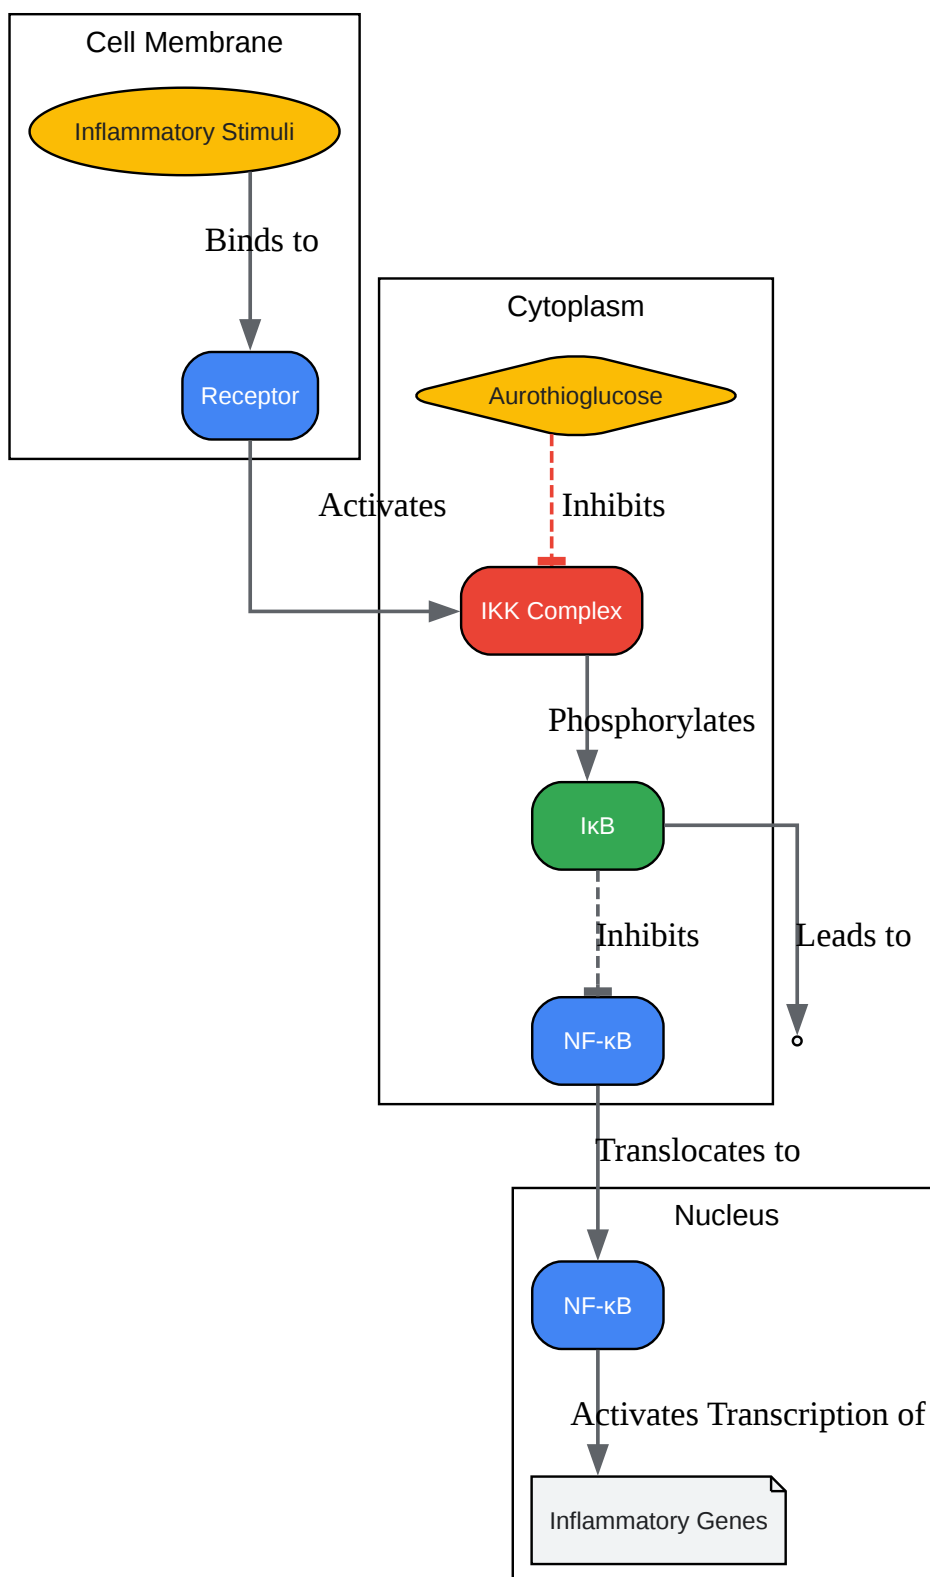 Cell Membrane
Inflammatory Stimuli
Binds to
Cytoplasm
Receptor
Aurothioglucose
Activates
Inhibits
IKK Complex
Phosphorylates
IκB
Inhibits
Leads to
NF-κB
Translocates to
Nucleus
NF-κB
Activates Transcription of
Inflammatory Genes